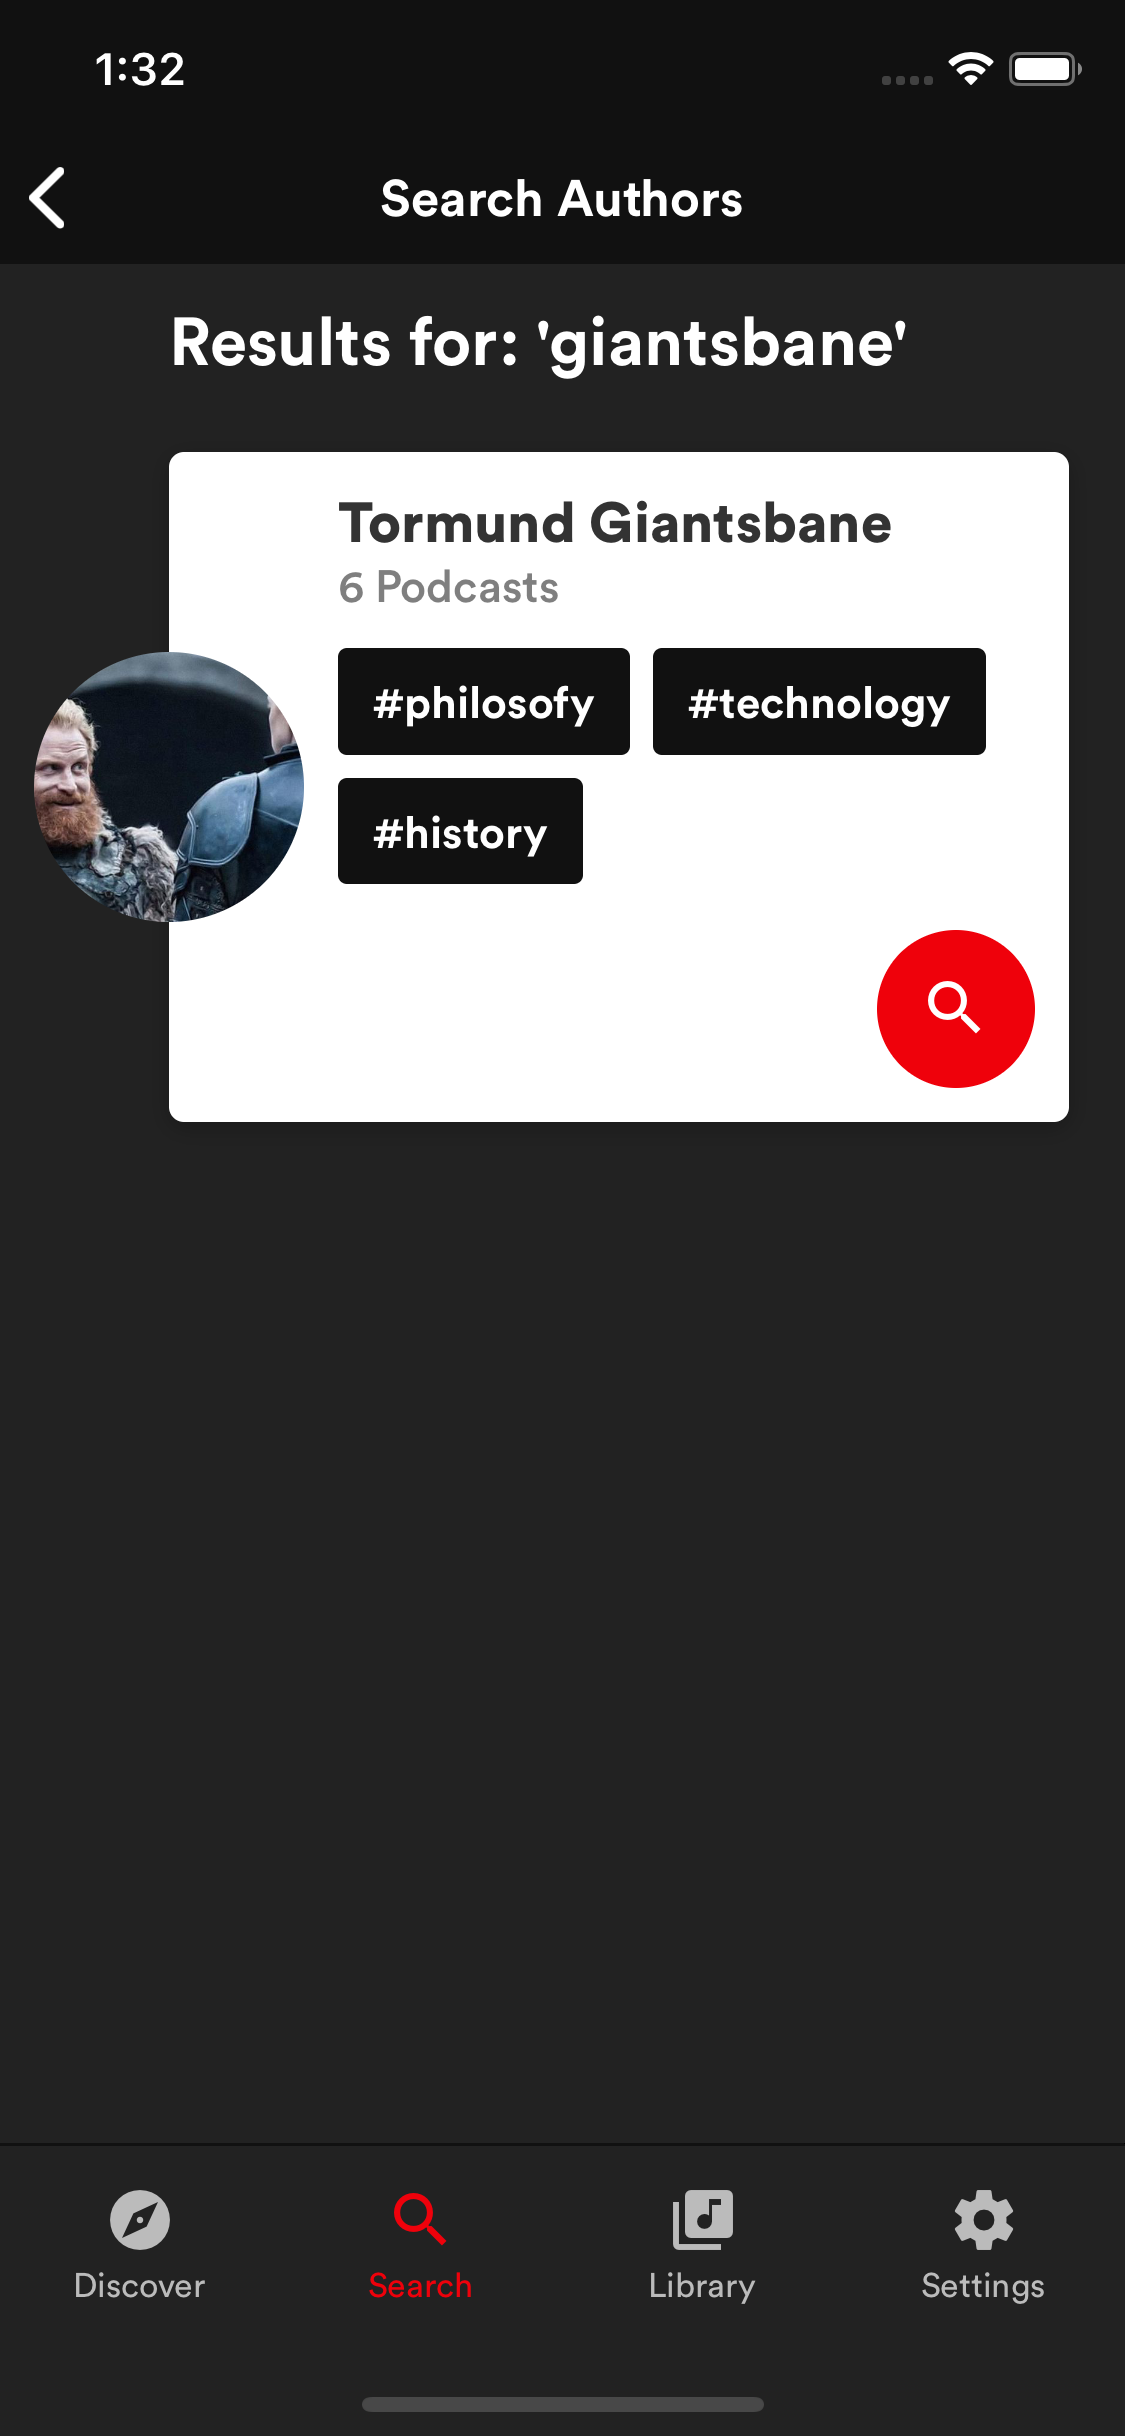 1:32
Search Authors
Results for: 'giantsbane'
Tormund Giantsbane
6 Podcasts
#philosofy #technology
#history
Discover Search Library Settings